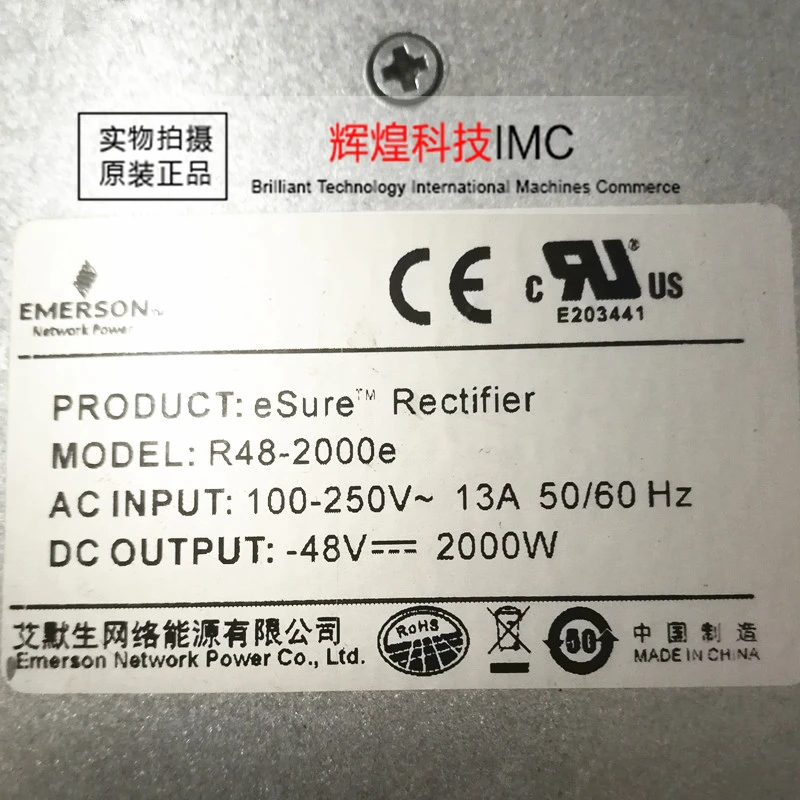 实物拍摄
原装正品
辉煌科技IMC
Brilliant Technology International Machines Commerce
EMERSON™
Network Power
CE
c RU® US
E203441
PRODUCT: eSure™ Rectifier
MODEL: R48-2000e
AC INPUT: 100-250V~ 13A 50/60 Hz
DC OUTPUT: -48V⎓ 2000W
艾默生网络能源有限公司
Emerson Network Power Co., Ltd.
RoHS
50
中国制造
MADE IN CHINA